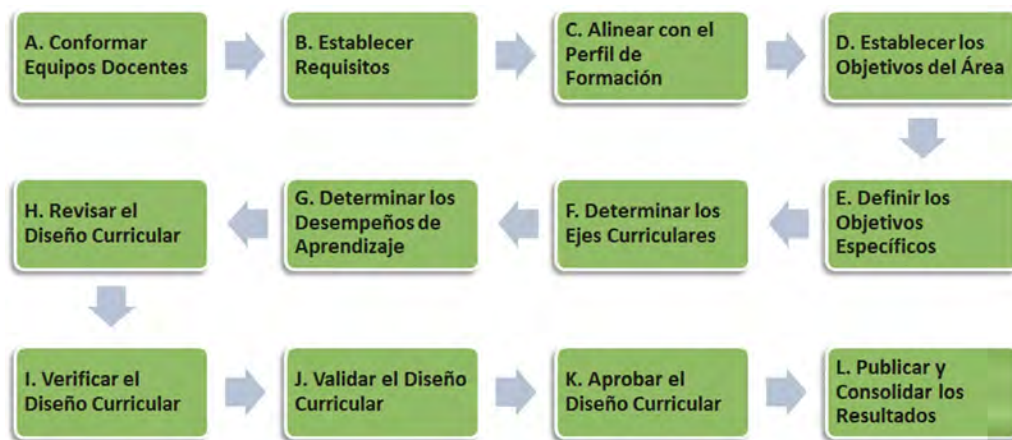 A. Conformar
Equipos Docentes
B. Establecer
Requisitos
C. Alinear con el
Perfil de
Formación
D. Establecer los
Objetivos del Área
E. Definir los
Objetivos
Específicos
F. Determinar los
Ejes Curriculares
G. Determinar los
Desempeños de
Aprendizaje
H. Revisar el
Diseño Curricular
I. Verificar el
Diseño Curricular
J. Validar el Diseño
Curricular
K. Aprobar el
Diseño Curricular
L. Publicar y
Consolidar los
Resultados